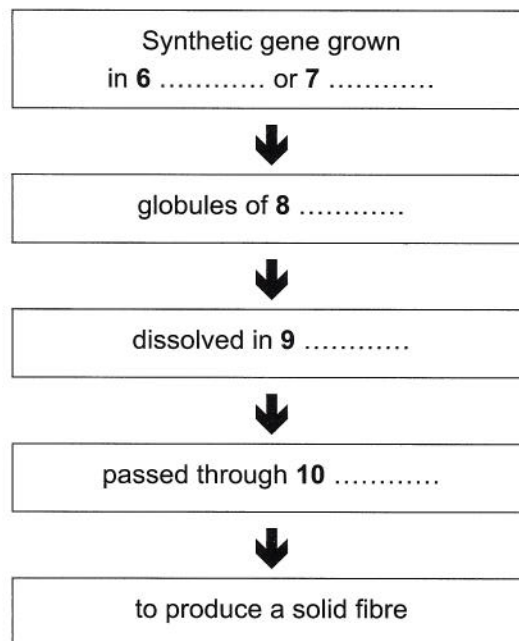 Synthetic gene grown
in 6 ............ or 7 ............
globules of 8 ............
dissolved in 9 ............
passed through 10 ............
to produce a solid fibre